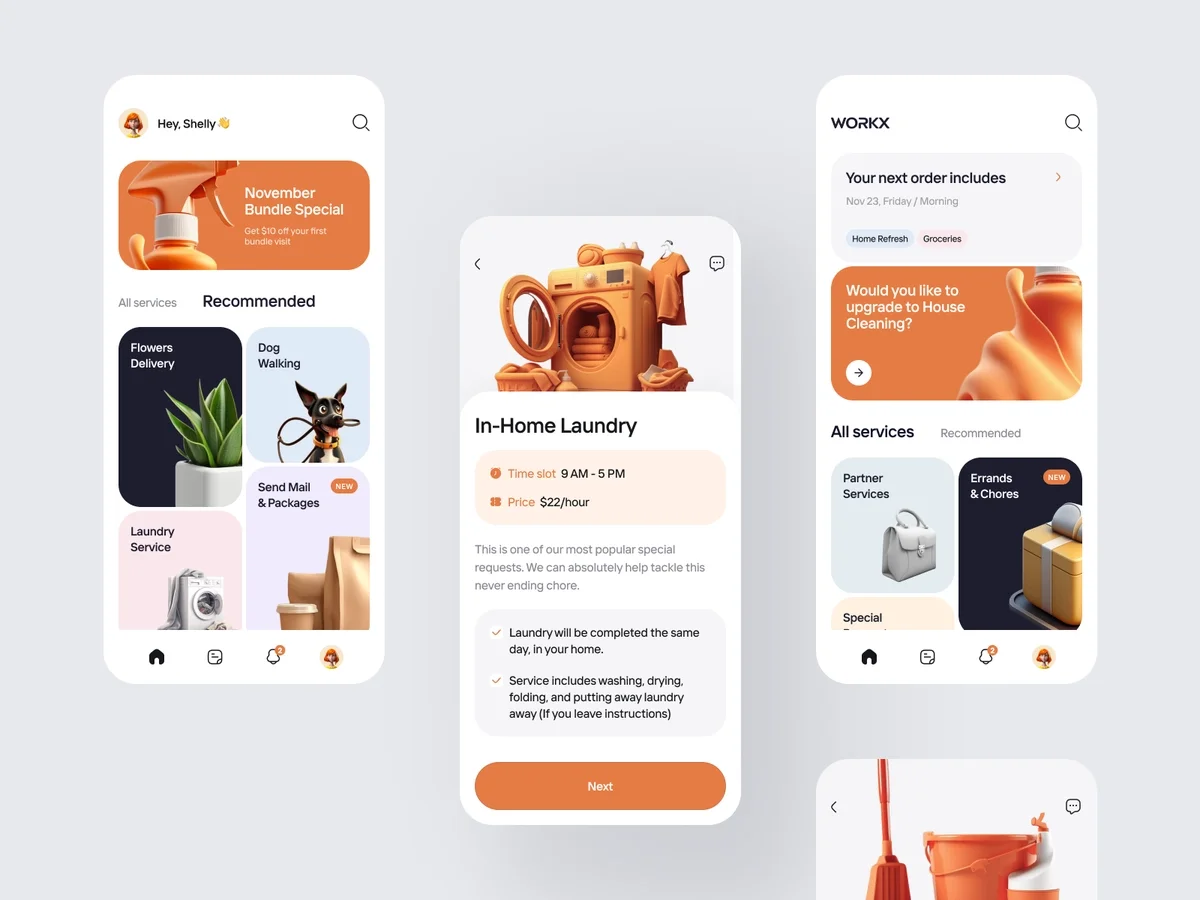 Hey, Shelly 👋
November
Bundle Special
Get $10 off your first
bundle visit
All services
Recommended
Flowers
Delivery
Dog
Walking
Send Mail
& Packages
NEW
Laundry
Service
2
In-Home Laundry
Time slot 9 AM - 5 PM
Price $22/hour
This is one of our most popular special
requests. We can absolutely help tackle this
never ending chore.
Laundry will be completed the same
day, in your home.
Service includes washing, drying,
folding, and putting away laundry
away (If you leave instructions)
Next
WORKX
Your next order includes
Nov 23, Friday / Morning
Home Refresh
Groceries
Would you like to
upgrade to House
Cleaning?
All services
Recommended
Partner
Services
Errands
& Chores
NEW
Special
2